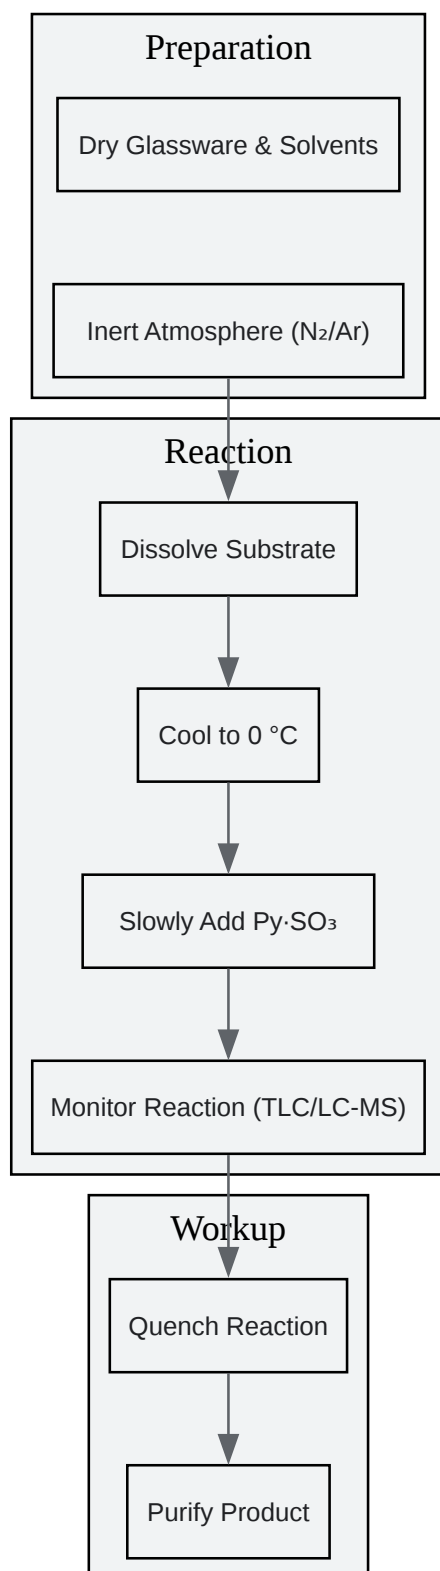 Preparation
Dry Glassware & Solvents
Inert Atmosphere (N₂/Ar)
Reaction
Dissolve Substrate
Cool to 0 °C
Slowly Add Py·SO₃
Monitor Reaction (TLC/LC-MS)
Workup
Quench Reaction
Purify Product